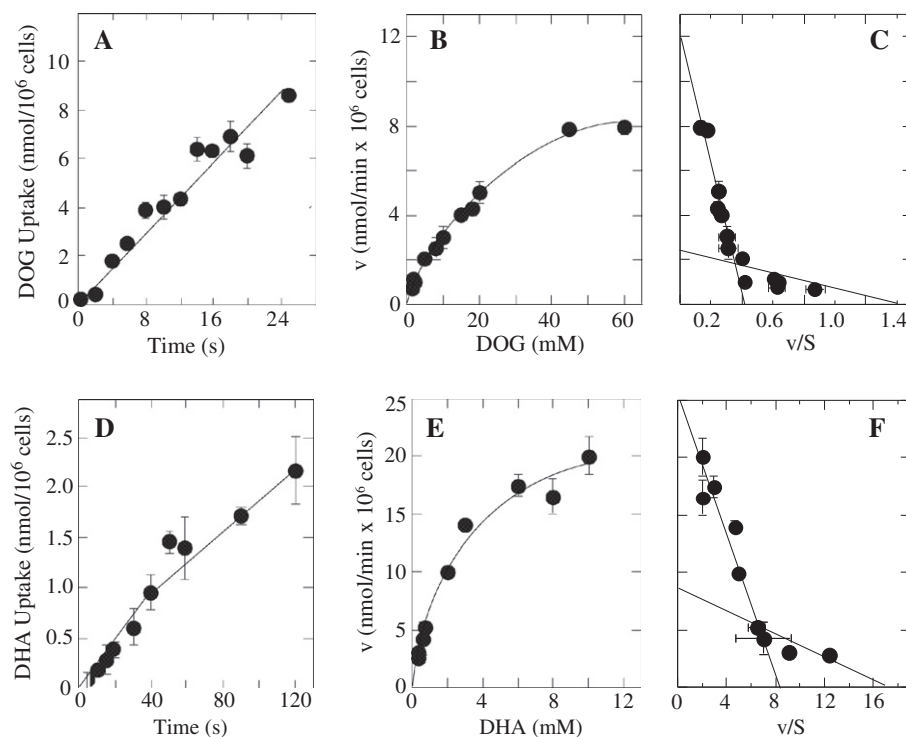 A
DOG Uptake (nmol/10⁶ cells)
10
8
6
4
2
0
0
8
16
24
Time (s)
B
v (nmol/min x 10⁶ cells)
12
8
4
0
0
20
40
60
DOG (mM)
C
0.2
0.6
1.0
1.4
v/S
D
DHA Uptake (nmol/10⁶ cells)
2.5
2.0
1.5
1.0
0.5
0
0
40
80
120
Time (s)
E
v (nmol/min x 10⁶ cells)
25
20
15
10
5
0
0
4
8
12
DHA (mM)
F
0
4
8
12
16
v/S